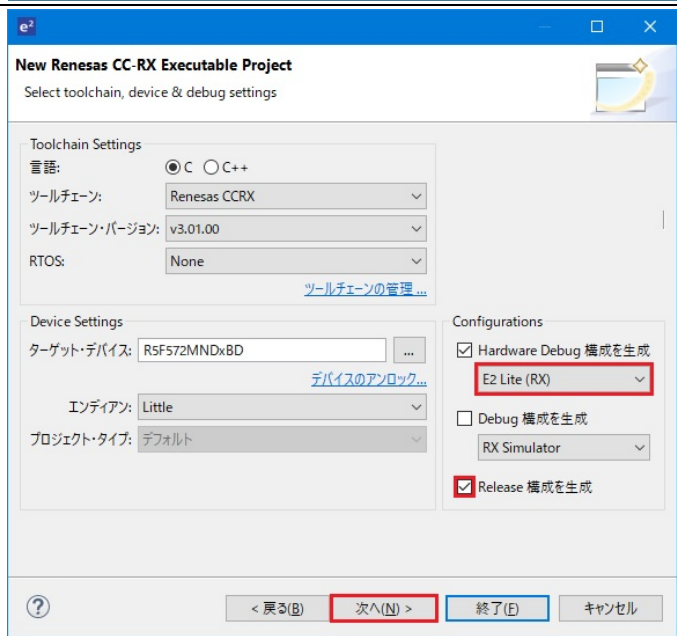 e²
New Renesas CC-RX Executable Project
Select toolchain, device & debug settings
Toolchain Settings
言語: C C++
ツールチェーン: Renesas CCRX
ツールチェーン・バージョン: v3.01.00
RTOS: None
ツールチェーンの管理 ...
Device Settings
ターゲット・デバイス: R5F572MNDxBD ...
デバイスのアンロック...
エンディアン: Little
プロジェクト・タイプ: デフォルト
Configurations
Hardware Debug 構成を生成
E2 Lite (RX)
Debug 構成を生成
RX Simulator
Release 構成を生成
? < 戻る(B) 次へ(N) > 終了(F) キャンセル